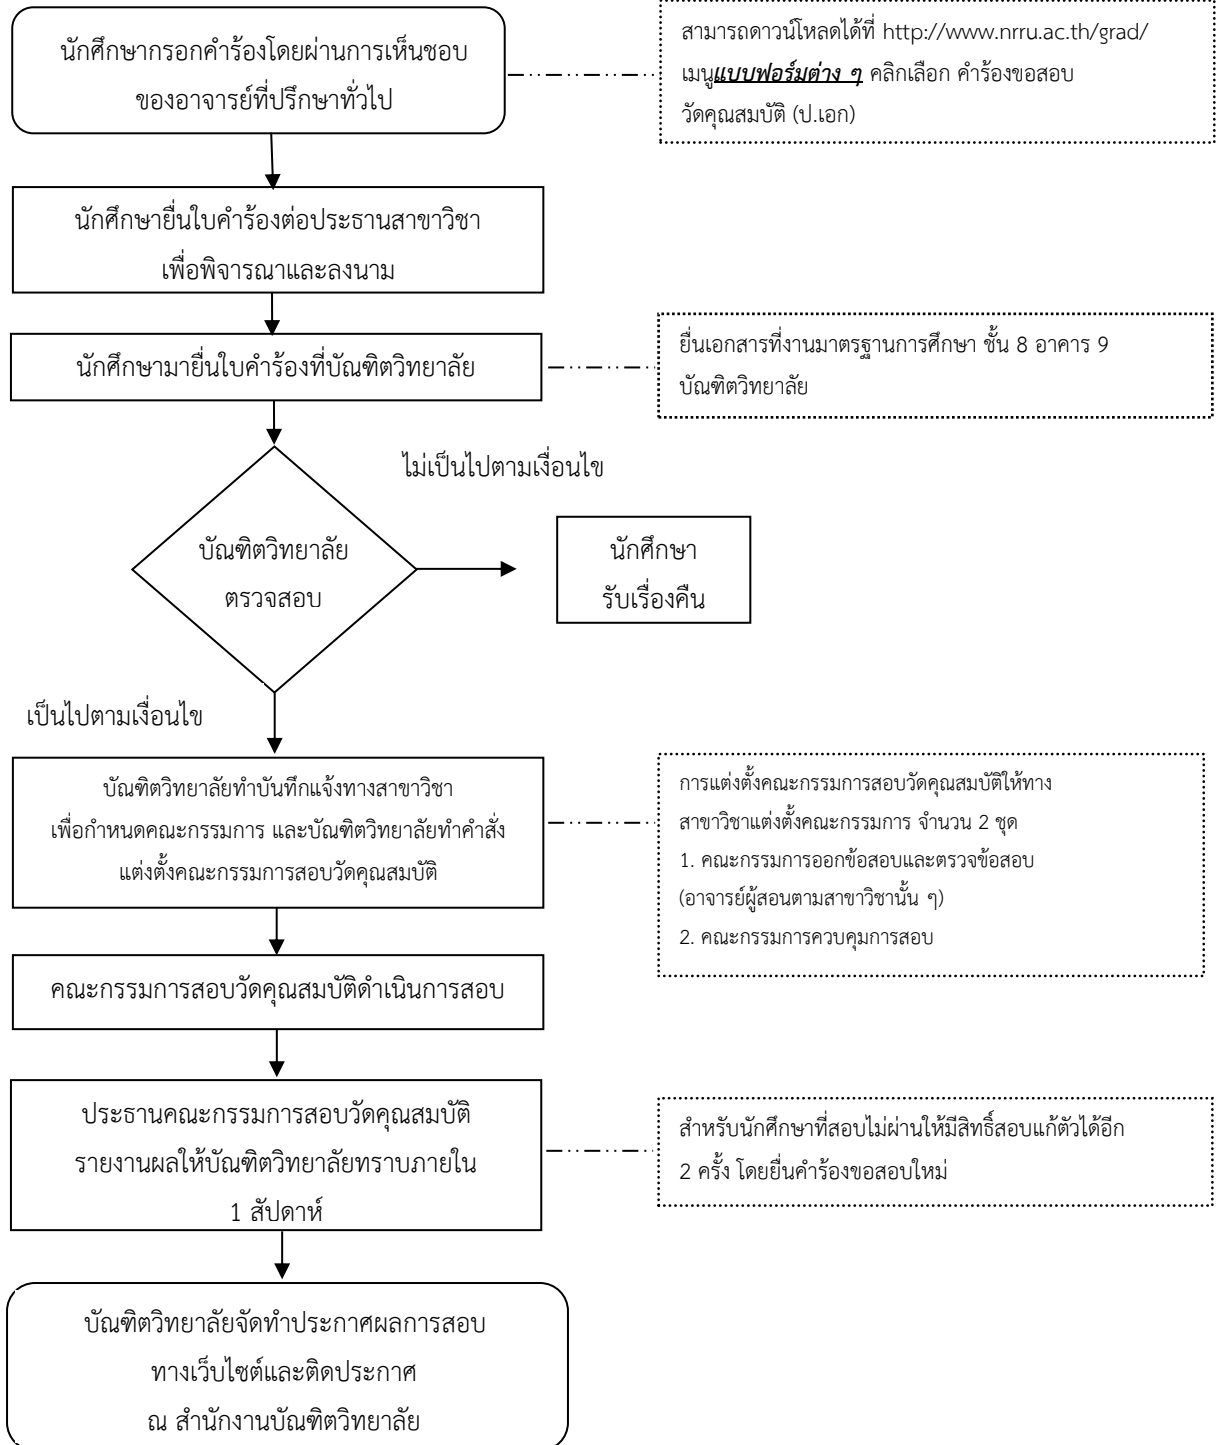 นักศึกษากรอกคำร้องโดยผ่านการเห็นชอบ
ของอาจารย์ที่ปรึกษาทั่วไป
สามารถดาวน์โหลดได้ที่ http://www.nrru.ac.th/grad/
เมนูแบบฟอร์มต่าง ๆ คลิกเลือก คำร้องขอสอบ
วัดคุณสมบัติ (ป.เอก)
นักศึกษายื่นใบคำร้องต่อประธานสาขาวิชา
เพื่อพิจารณาและลงนาม
นักศึกษามายื่นใบคำร้องที่บัณฑิตวิทยาลัย
ยื่นเอกสารที่งานมาตรฐานการศึกษา ชั้น 8 อาคาร 9
บัณฑิตวิทยาลัย
ไม่เป็นไปตามเงื่อนไข
บัณฑิตวิทยาลัย
ตรวจสอบ
นักศึกษา
รับเรื่องคืน
เป็นไปตามเงื่อนไข
บัณฑิตวิทยาลัยทำบันทึกแจ้งทางสาขาวิชา
เพื่อกำหนดคณะกรรมการ และบัณฑิตวิทยาลัยทำคำสั่ง
แต่งตั้งคณะกรรมการสอบวัดคุณสมบัติ
การแต่งตั้งคณะกรรมการสอบวัดคุณสมบัติให้ทาง
สาขาวิชาแต่งตั้งคณะกรรมการ จำนวน 2 ชุด
1. คณะกรรมการออกข้อสอบและตรวจข้อสอบ
(อาจารย์ผู้สอนตามสาขาวิชานั้น ๆ)
2. คณะกรรมการควบคุมการสอบ
คณะกรรมการสอบวัดคุณสมบัติดำเนินการสอบ
ประธานคณะกรรมการสอบวัดคุณสมบัติ
รายงานผลให้บัณฑิตวิทยาลัยทราบภายใน
1 สัปดาห์
สำหรับนักศึกษาที่สอบไม่ผ่านให้มีสิทธิ์สอบแก้ตัวได้อีก
2 ครั้ง โดยยื่นคำร้องขอสอบใหม่
บัณฑิตวิทยาลัยจัดทำประกาศผลการสอบ
ทางเว็บไซต์และติดประกาศ
ณ สำนักงานบัณฑิตวิทยาลัย